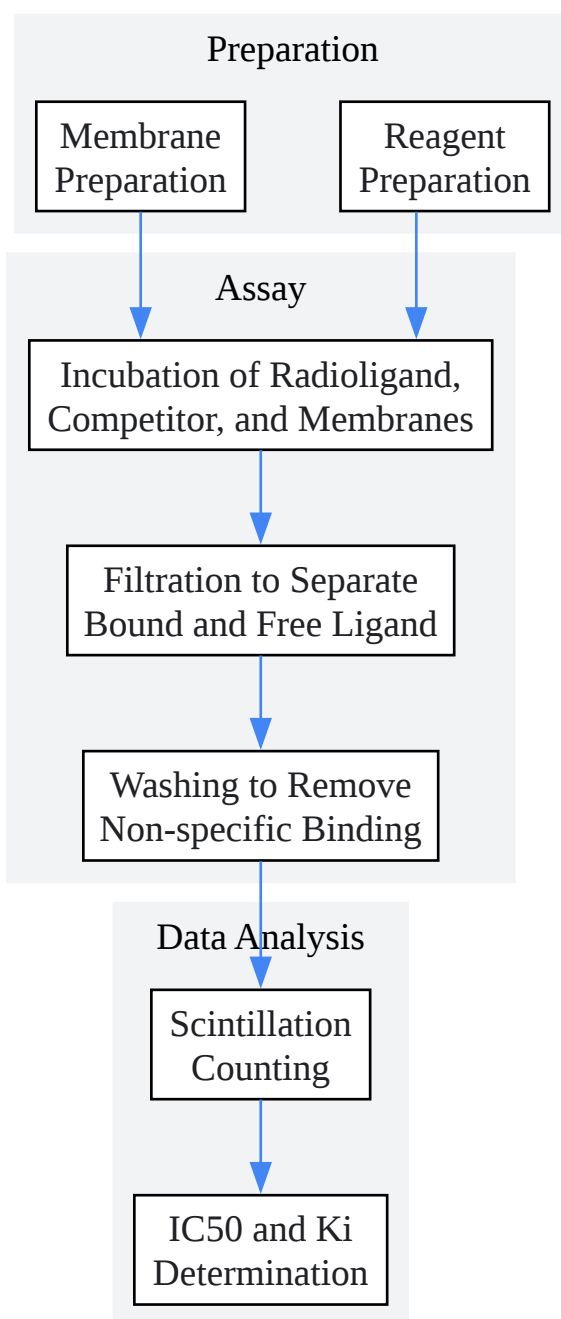 Preparation
Membrane
Preparation
Reagent
Preparation
Assay
Incubation of Radioligand,
Competitor, and Membranes
Filtration to Separate
Bound and Free Ligand
Washing to Remove
Non-specific Binding
Data Analysis
Scintillation
Counting
IC50 and Ki
Determination